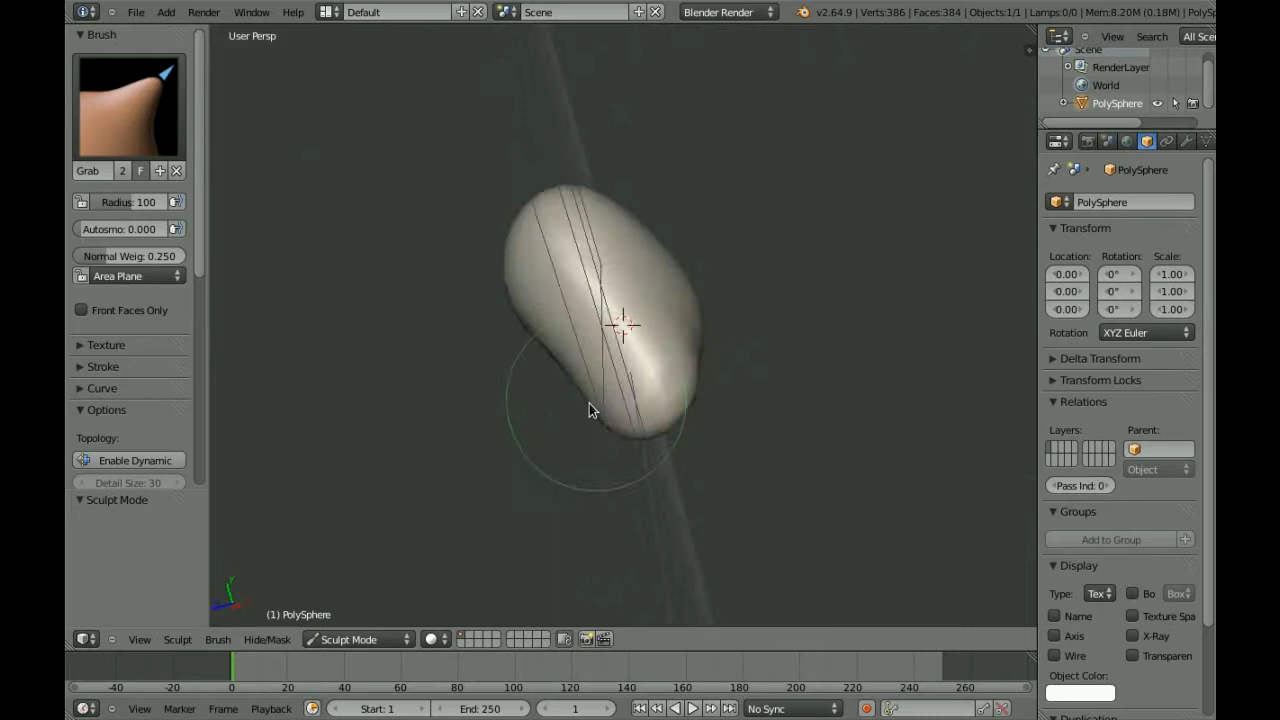 File Add Render Window Help Default Scene Blender Render v2.64.9 | Verts:386 | Faces:384 | Objects:1/1 | Lamps:0/0 | Mem:8.20M (0.18M) | PolySp
Brush
Grab 2 F
Radius: 100
Autosmo: 0.000
Normal Weig: 0.250
Area Plane
Front Faces Only
Texture
Stroke
Curve
Options
Topology:
Enable Dynamic
Detail Size: 30
Sculpt Mode
User Persp
(1) PolySphere
View Sculpt Brush Hide/Mask Sculpt Mode
-40 -20 0 20 40 60 80 100 120 140 160 180 200 220 240 260
View Marker Frame Playback Start: 1 End: 250 1 No Sync
View Search All Sce
Scene
RenderLayer
World
PolySphere
PolySphere
PolySphere
Transform
Location: Rotation: Scale:
0.00 0° 1.00
0.00 0° 1.00
0.00 0° 1.00
Rotation XYZ Euler
Delta Transform
Transform Locks
Relations
Layers: Parent:
Object
Pass Ind: 0
Groups
Add to Group
Display
Type: Tex Bo Box
Name Texture Spa
Axis X-Ray
Wire Transparen
Object Color:
Duplication